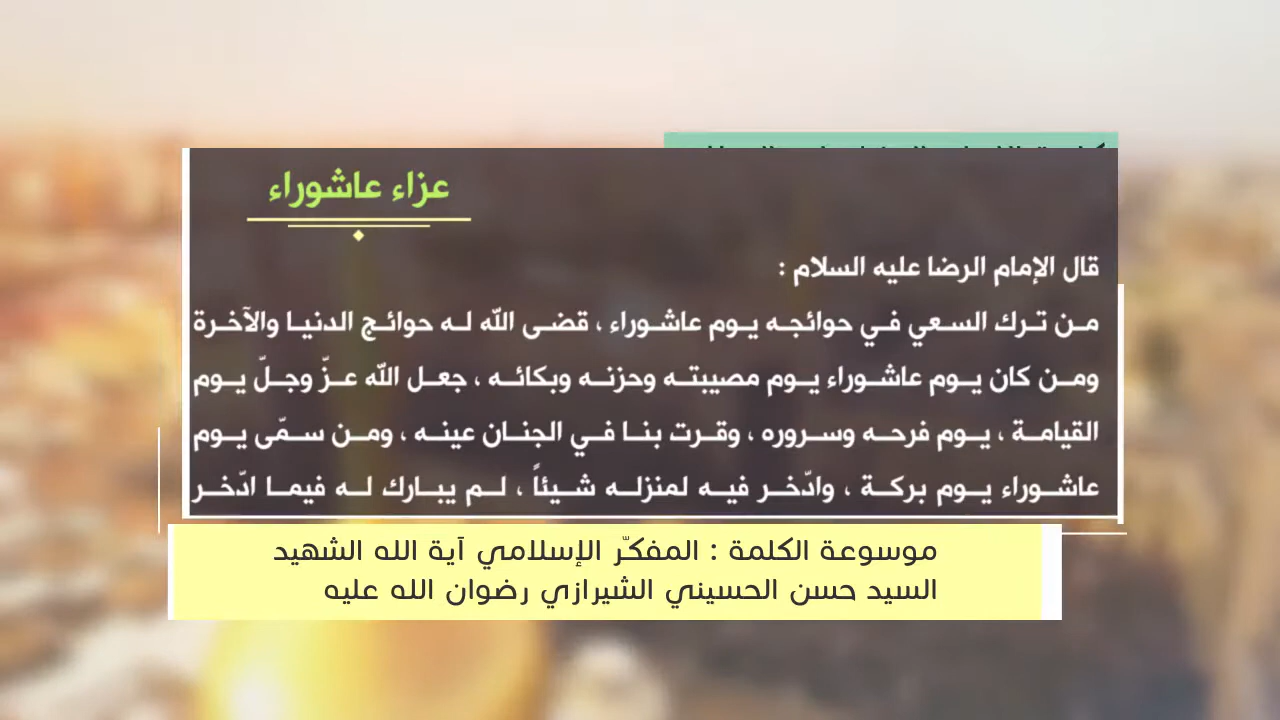 عزاء عاشوراء
قال الإمام الرضا عليه السلام :
مـن تـرك السـعي فـي حوائجـه يـوم عاشـوراء ، قضـى الله لـه حوائـج الدنيـا والآخـرة
ومـن كان يـوم عاشـوراء يـوم مصيبتـه وحزنـه وبكائـه ، جعـل الله عـزّ وجـلّ يـوم
القيامـة ، يـوم فرحـه وسـروره ، وقـرت بنـا فـي الجنـان عينـه ، ومـن سـمّى يـوم
عاشـوراء يـوم بركـة ، وادّخـر فيـه لمنزلـه شـيئاً ، لـم يبـارك لـه فيمـا ادّخـر
موسوعة الكلمة : المفكّر الإسلامي آية الله الشهيد
السيد حسن الحسيني الشيرازي رضوان الله عليه